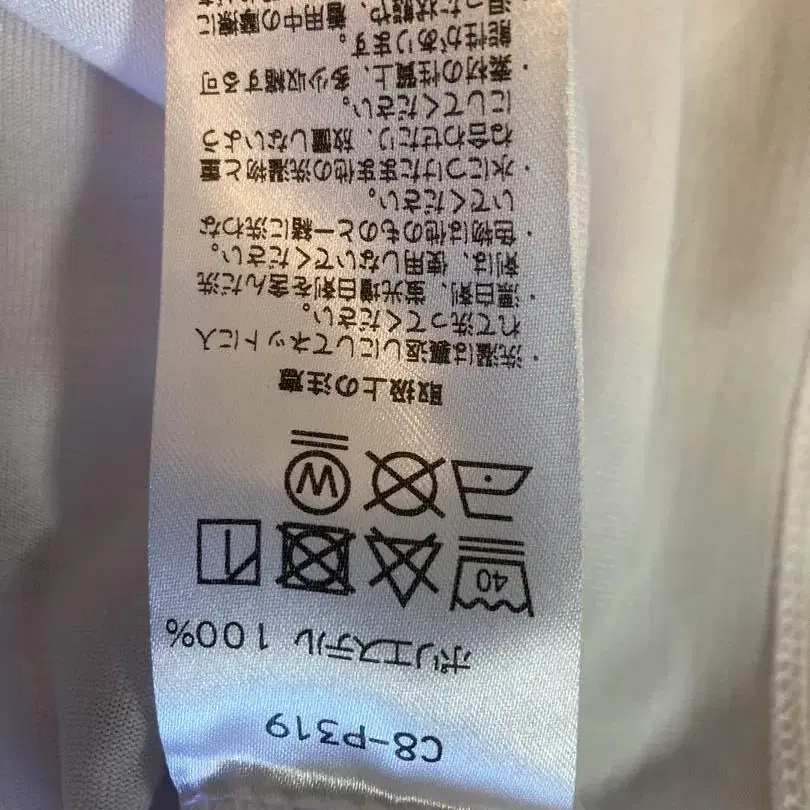 C8-P319
ポリエステル 100%
40
W
取扱上の注意
・洗濯は裏返しにしてネットに入
れて洗ってください。
・漂白剤、蛍光増白剤を含んだ洗
剤は、使用しないでください。
・色物は他のものと一緒に洗わな
いでください。
・水につけたまま他の洗濯物と重
ね合わせたり、放置しないよう
にしてください。
・素材の性質上、多少収縮する可
能性があります。
湿った状態や、着用中の摩擦に